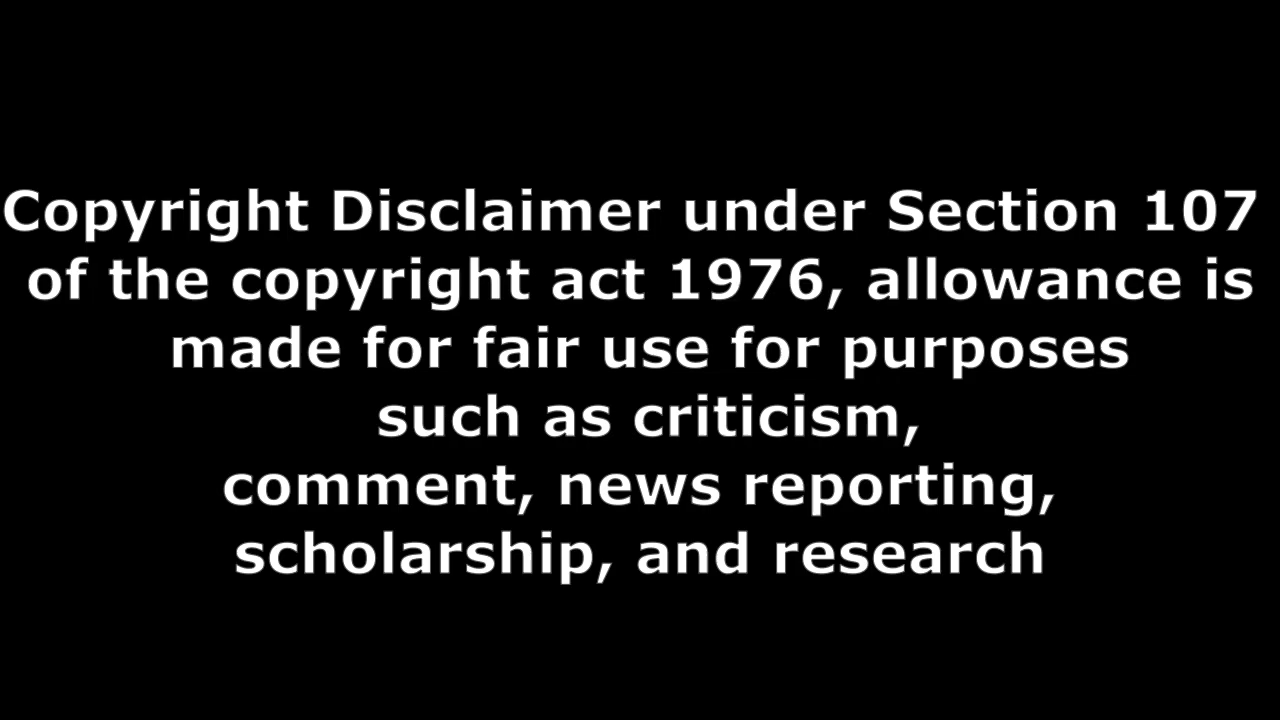 Copyright Disclaimer under Section 107
of the copyright act 1976, allowance is
made for fair use for purposes
such as criticism,
comment, news reporting,
scholarship, and research